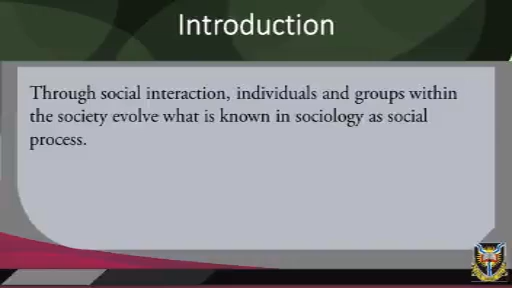 Introduction
Through social interaction, individuals and groups within
the society evolve what is known in sociology as social
process.